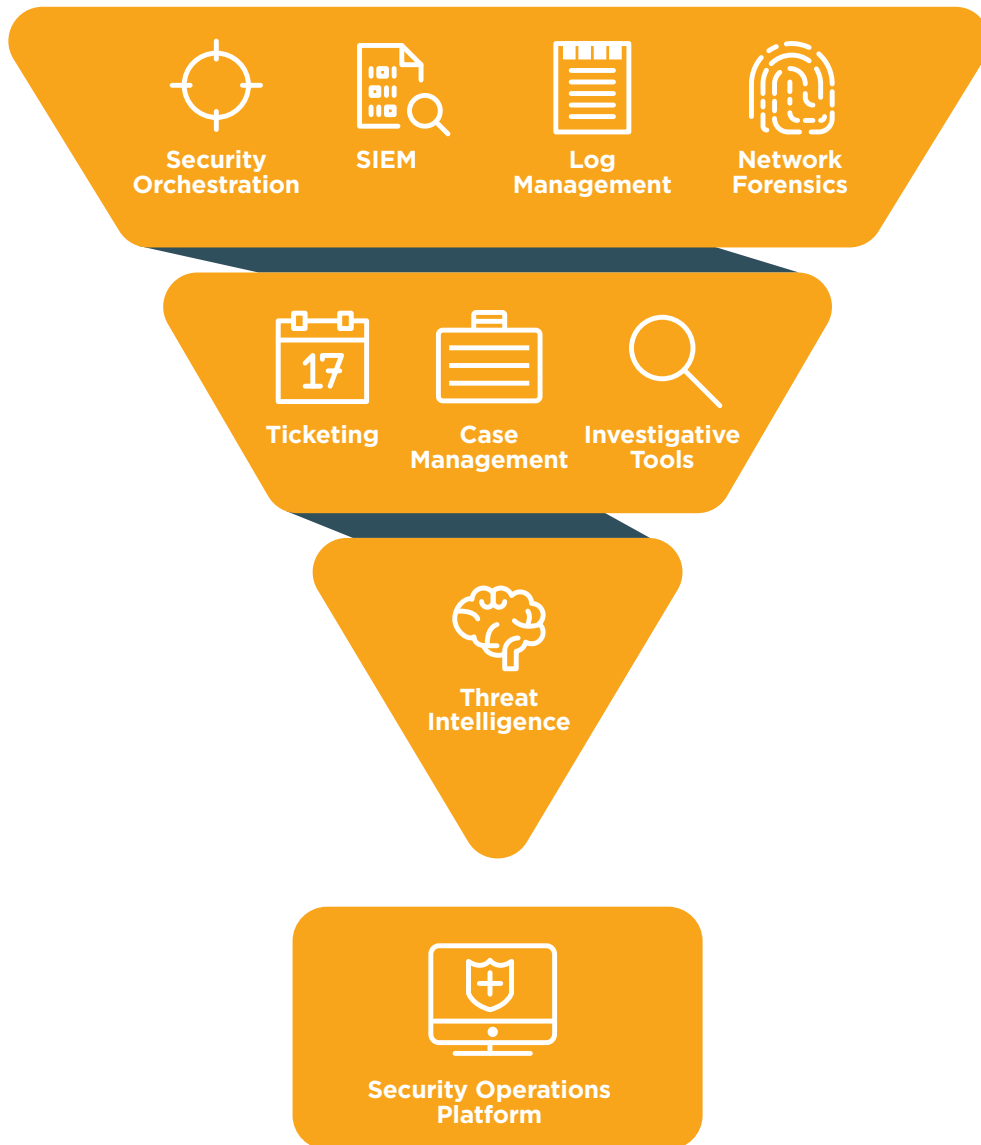 Security
Orchestration
SIEM
Log
Management
Network
Forensics
17
Ticketing
Case
Management
Investigative
Tools
Threat
Intelligence
Security Operations
Platform